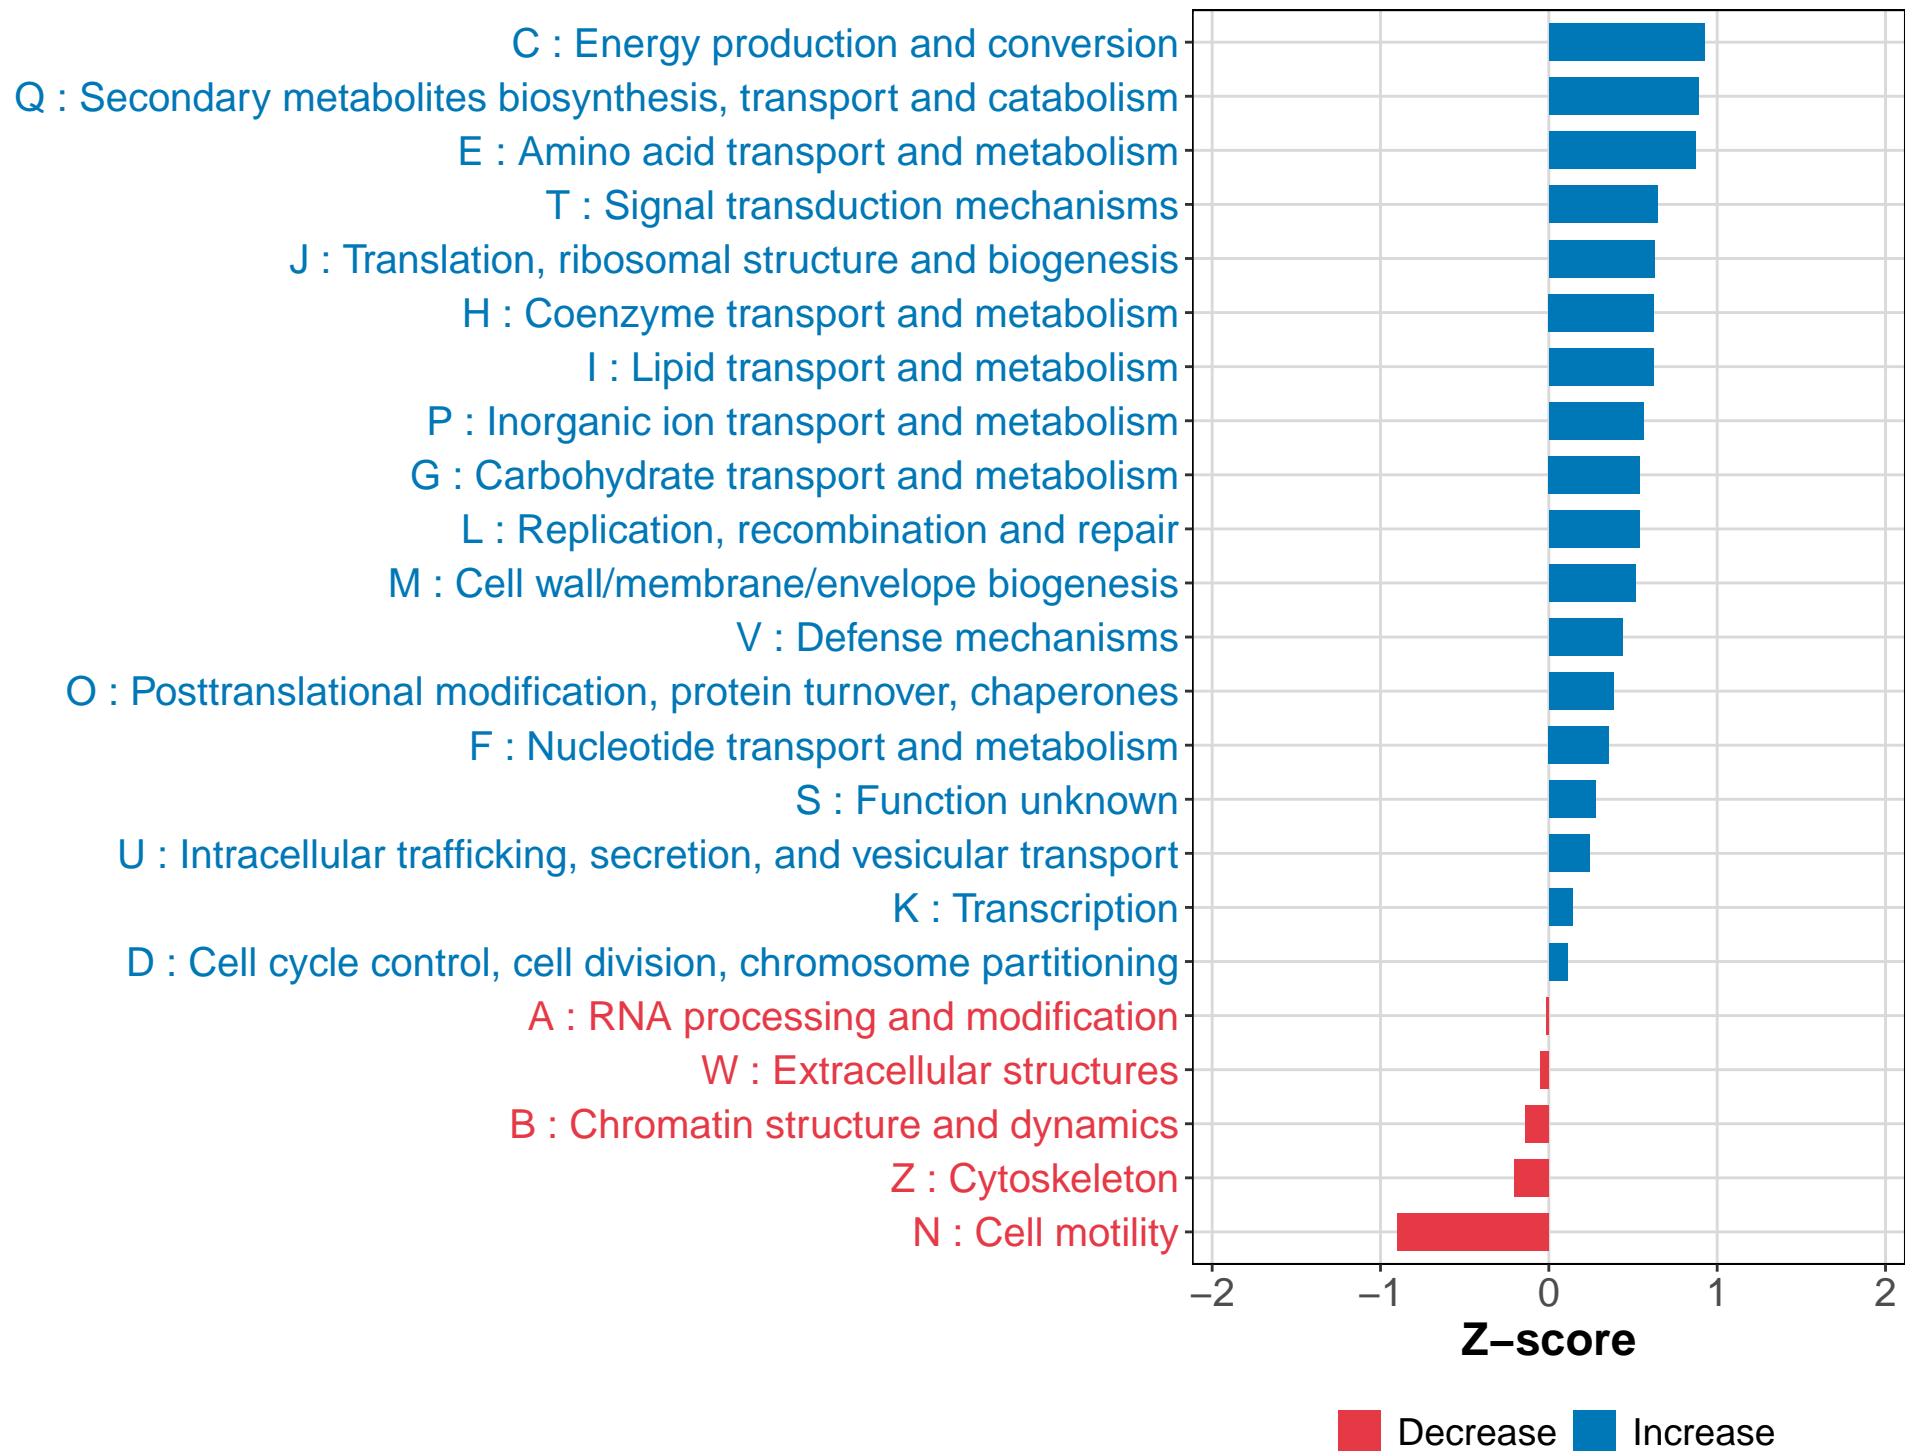 C : Energy production and conversion
Q : Secondary metabolites biosynthesis, transport and catabolism
E : Amino acid transport and metabolism
T : Signal transduction mechanisms
J : Translation, ribosomal structure and biogenesis
H : Coenzyme transport and metabolism
I : Lipid transport and metabolism
P : Inorganic ion transport and metabolism
G : Carbohydrate transport and metabolism
L : Replication, recombination and repair
M : Cell wall/membrane/envelope biogenesis
V : Defense mechanisms
O : Posttranslational modification, protein turnover, chaperones
F : Nucleotide transport and metabolism
S : Function unknown
U : Intracellular trafficking, secretion, and vesicular transport
K : Transcription
D : Cell cycle control, cell division, chromosome partitioning
A : RNA processing and modification
W : Extracellular structures
B : Chromatin structure and dynamics
Z : Cytoskeleton
N : Cell motility
−2 −1 0 1 2
Z−score
Decrease Increase